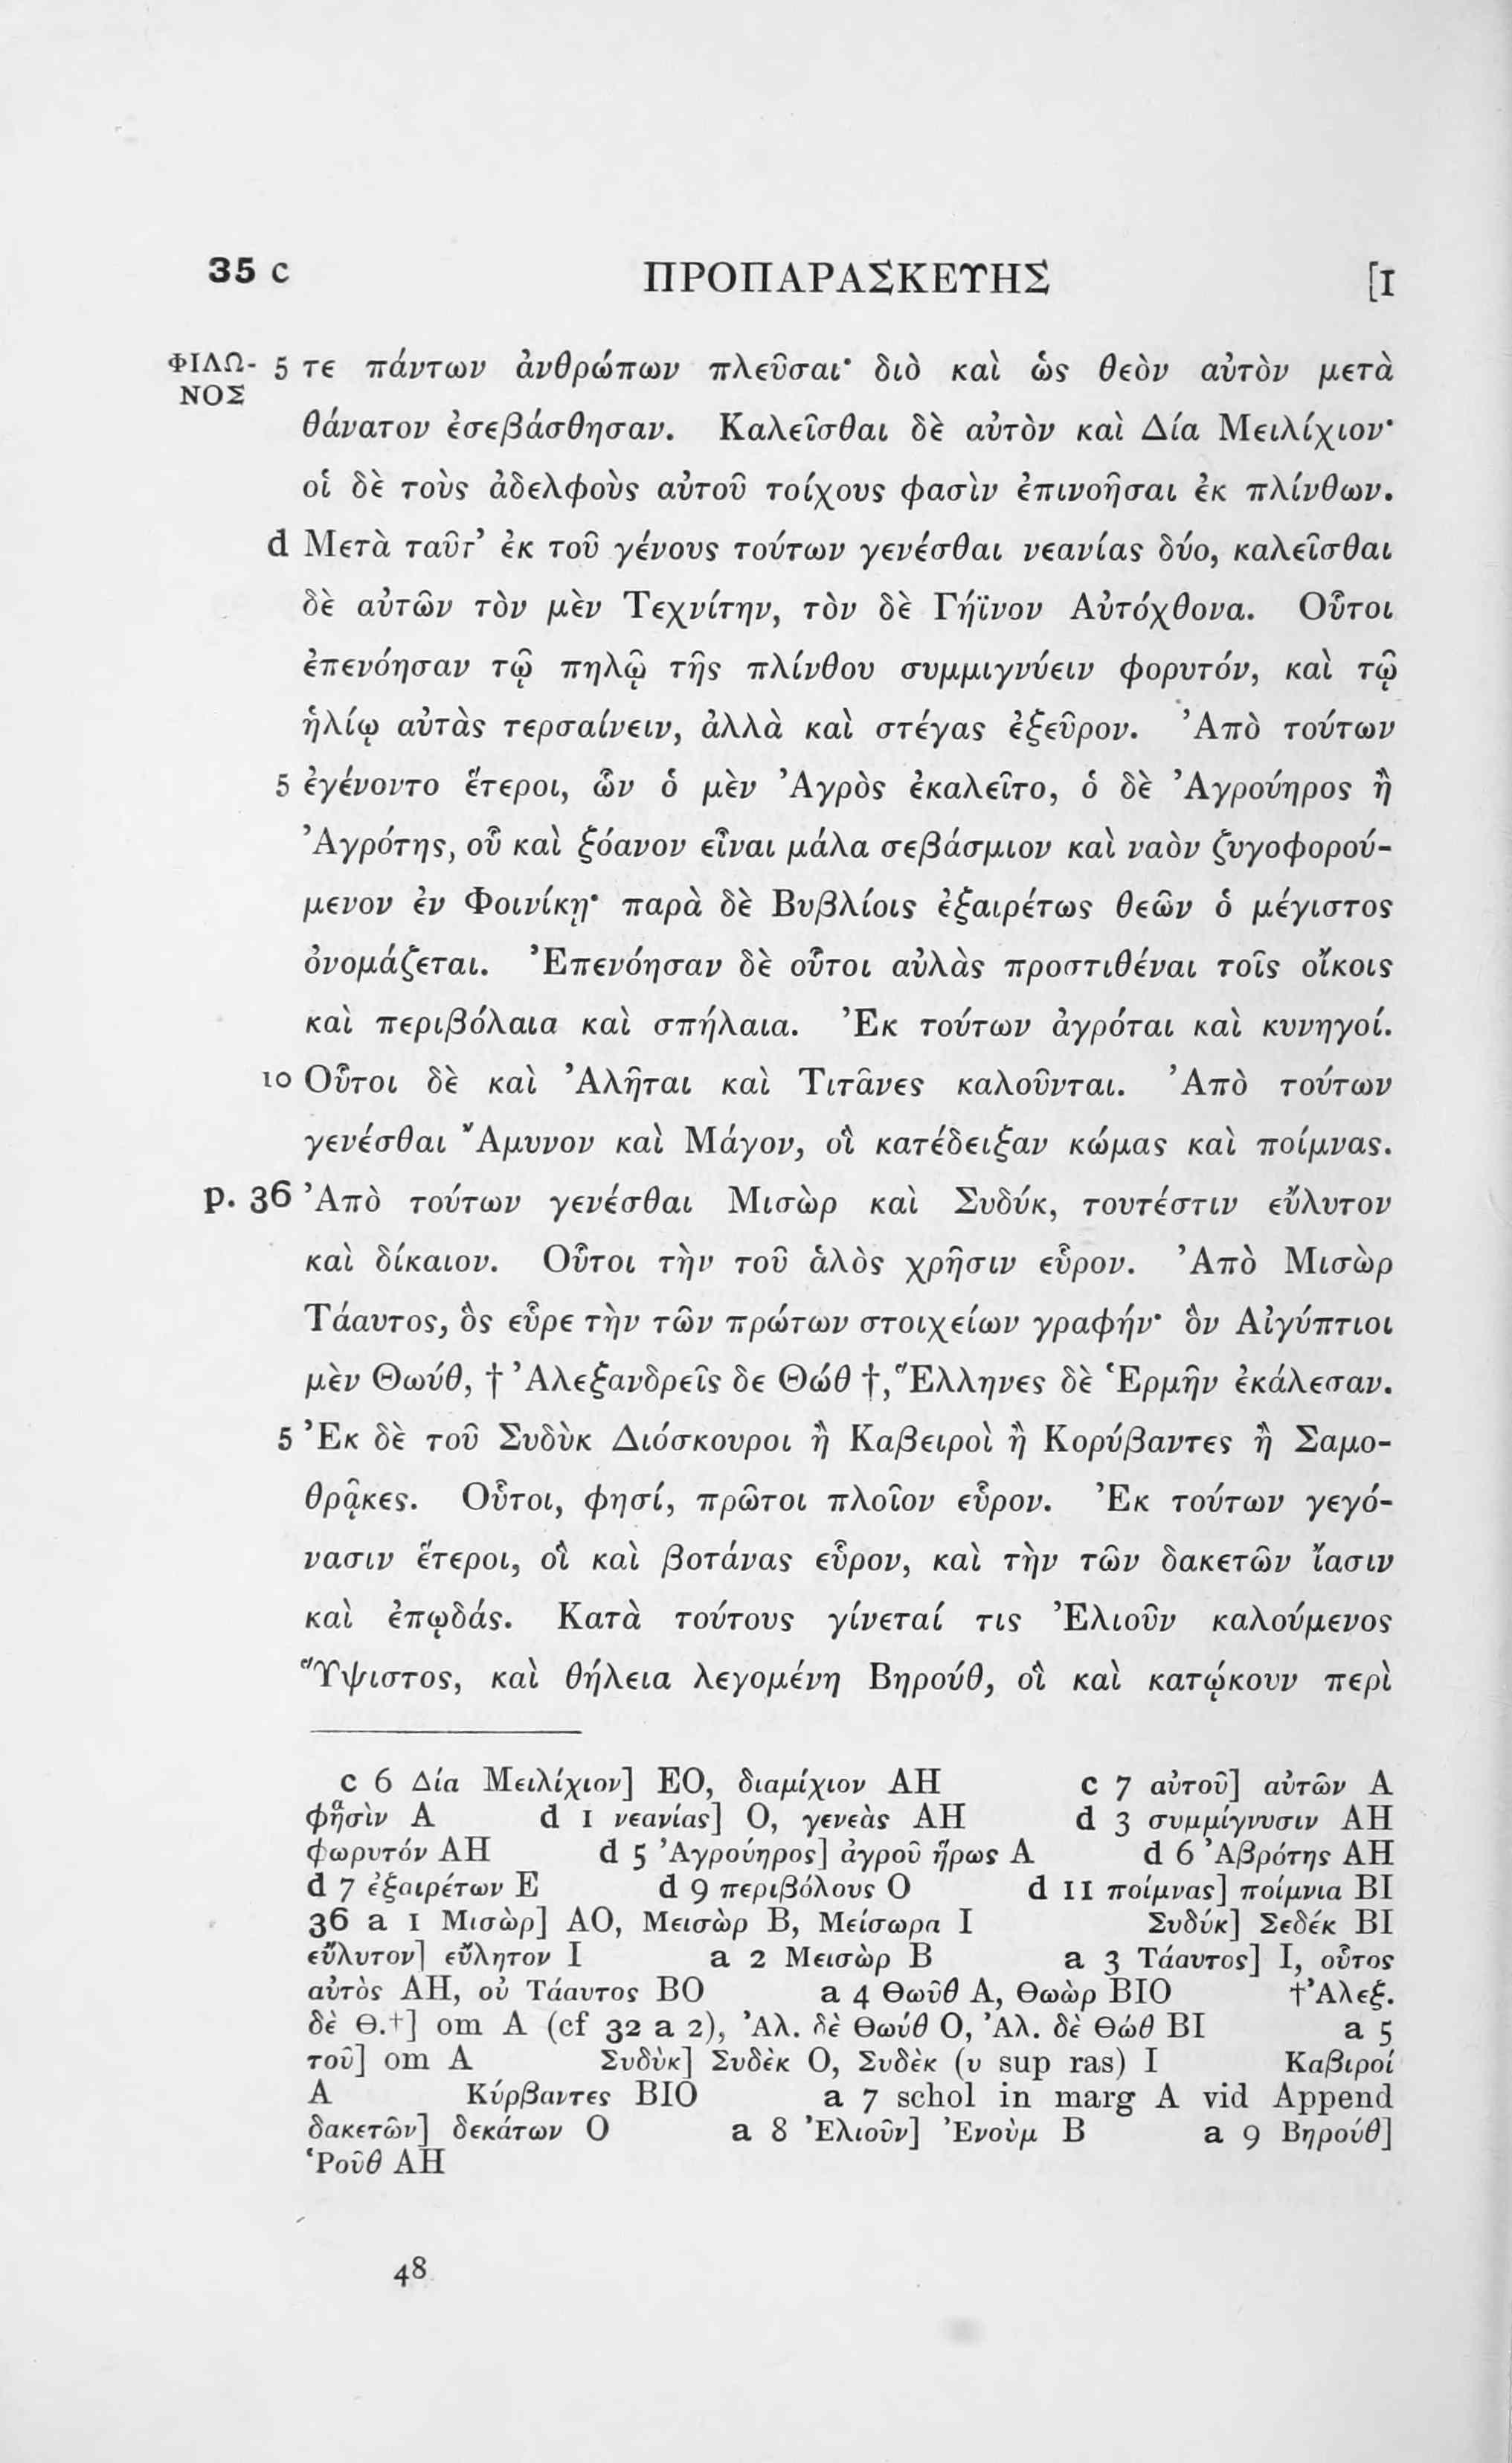 35 c ΠΡΟΠΑΡΑΣΚΕΥΗΣ [I
ΦΙΛΩ- 5 τε πάντων ἀνθρώπων πλεῦσαι· διὸ καὶ ὡς θεὸν αὐτὸν μετὰ
ΝΟΣ
θάνατον ἐσεβάσθησαν. Καλεῖσθαι δὲ αὐτὸν καὶ Δία Μειλίχιον·
οἱ δὲ τοὺς ἀδελφοὺς αὐτοῦ τοίχους φασὶν ἐπινοῆσαι ἐκ πλίνθων.
d Μετὰ ταῦτ’ ἐκ τοῦ γένους τούτων γενέσθαι νεανίας δύο, καλεῖσθαι
δὲ αὐτῶν τὸν μὲν Τεχνίτην, τὸν δὲ Γήϊνον Αὐτόχθονα. Οὗτοι
ἐπενόησαν τῷ πηλῷ τῆς πλίνθου συμμιγνύειν φορυτόν, καὶ τῷ
ἡλίῳ αὐτὰς τερσαίνειν, ἀλλὰ καὶ στέγας ἐξεῦρον. Ἀπὸ τούτων
5 ἐγένοντο ἕτεροι, ὧν ὁ μὲν Ἀγρὸς ἐκαλεῖτο, ὁ δὲ Ἀγρούηρος ἢ
Ἀγρότης, οὗ καὶ ξόανον εἶναι μάλα σεβάσμιον καὶ ναὸν ζυγοφορού-
μενον ἐν Φοινίκῃ· παρὰ δὲ Βυβλίοις ἐξαιρέτως θεῶν ὁ μέγιστος
ὀνομάζεται. Ἐπενόησαν δὲ οὗτοι αὐλὰς προστιθέναι τοῖς οἴκοις
καὶ περιβόλαια καὶ σπήλαια. Ἐκ τούτων ἀγρόται καὶ κυνηγοί.
10 Οὗτοι δὲ καὶ Ἀλῆται καὶ Τιτᾶνες καλοῦνται. Ἀπὸ τούτων
γενέσθαι Ἄμυνον καὶ Μάγον, οἳ κατέδειξαν κώμας καὶ ποίμνας.
p. 36 Ἀπὸ τούτων γενέσθαι Μισὼρ καὶ Συδύκ, τουτέστιν εὔλυτον
καὶ δίκαιον. Οὗτοι τὴν τοῦ ἁλὸς χρῆσιν εὗρον. Ἀπὸ Μισὼρ
Τάαυτος, ὃς εὗρε τὴν τῶν πρώτων στοιχείων γραφήν· ὃν Αἰγύπτιοι
μὲν Θωύθ, † Ἀλεξανδρεῖς δε Θώθ †, Ἕλληνες δὲ Ἑρμῆν ἐκάλεσαν.
5 Ἐκ δὲ τοῦ Συδὺκ Διόσκουροι ἢ Καβειροὶ ἢ Κορύβαντες ἢ Σαμο-
θρᾷκες. Οὗτοι, φησί, πρῶτοι πλοῖον εὗρον. Ἐκ τούτων γεγό-
νασιν ἕτεροι, οἳ καὶ βοτάνας εὗρον, καὶ τὴν τῶν δακετῶν ἴασιν
καὶ ἐπῳδάς. Κατὰ τούτους γίνεταί τις Ἐλιοῦν καλούμενος
Ὕψιστος, καὶ θήλεια λεγομένη Βηρούθ, οἳ καὶ κατῴκουν περὶ
c 6 Δία Μειλίχιον] EO, διαμίχιον AH c 7 αὐτοῦ] αὐτῶν A
φησὶν A d 1 νεανίας] O, γενεὰς AH d 3 συμμίγνυσιν AH
φωρυτόν AH d 5 Ἀγρούηρος] ἀγροῦ ἥρως A d 6 Ἀβρότης AH
d 7 ἐξαιρέτων E d 9 περιβόλους O d 11 ποίμνας] ποίμνια BI
36 a 1 Μισὼρ] AO, Μεισὼρ B, Μείσωρα I Συδύκ] Σεδέκ BI
εὔλυτον] εὔλητον I a 2 Μεισὼρ B a 3 Τάαυτος] I, οὗτος
αὐτὸς AH, οὐ Τάαυτος BO a 4 Θωῦθ A, Θωὼρ BIO †Ἀλεξ.
δὲ Θ.†] om A (cf 32 a 2), Ἀλ. δὲ Θωύθ O, Ἀλ. δὲ Θώθ BI a 5
τοῦ] om A Συδὺκ] Συδὲκ O, Συδὲκ (υ sup ras) I Καβιροί
A Κύρβαντες BIO a 7 schol in marg A vid Append
δακετῶν] δεκάτων O a 8 Ἐλιοῦν] Ἐνοὺμ B a 9 Βηρούθ]
Ῥοῦθ AH
48